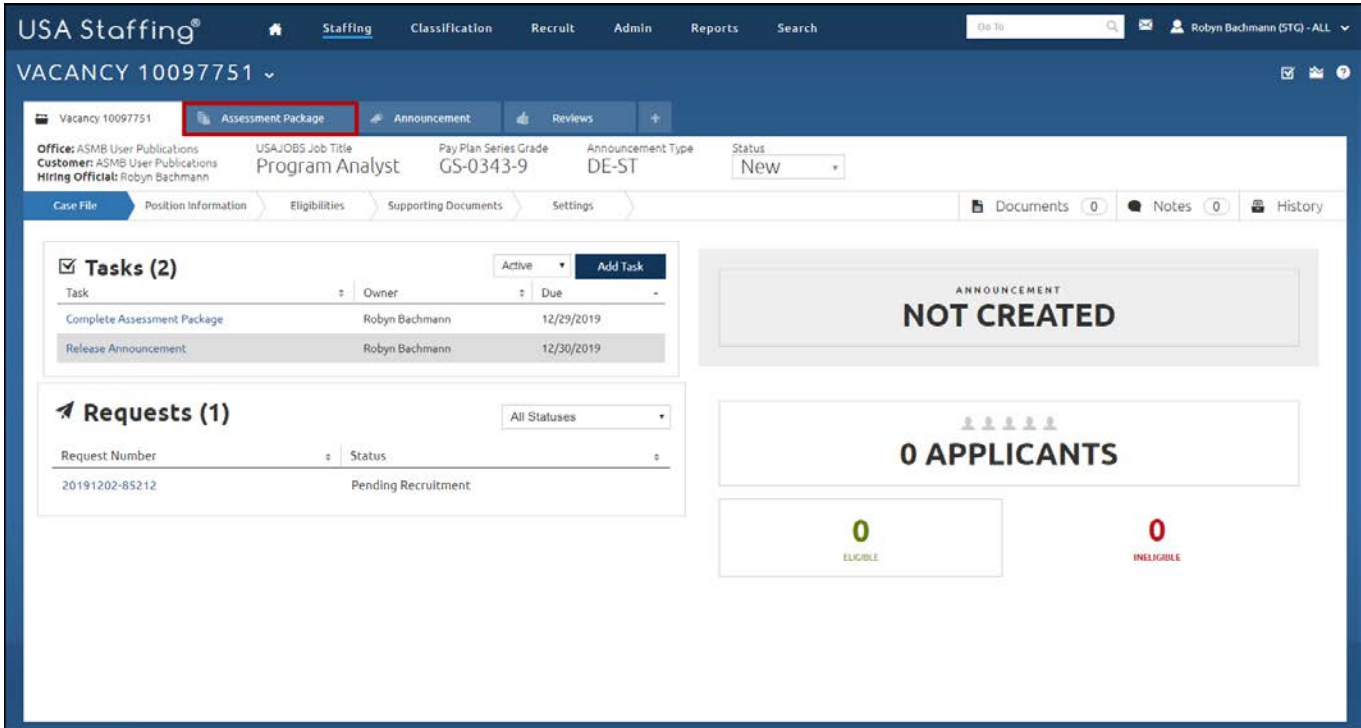 USA Staffing®
Staffing Classification Recruit Admin Reports Search
Go To
Robyn Bachmann (STG) - ALL
VACANCY 10097751
Vacancy 10097751 Assessment Package Announcement Reviews +
Office: ASMB User Publications
Customer: ASMB User Publications
Hiring Official: Robyn Bachmann
USAJOBS Job Title
Program Analyst
Pay Plan Series Grade
GS-0343-9
Announcement Type
DE-ST
Status
New
Case File Position Information Eligibilities Supporting Documents Settings
Documents 0 Notes 0 History
Tasks (2)
Active Add Task
Task Owner Due
Complete Assessment Package Robyn Bachmann 12/29/2019
Release Announcement Robyn Bachmann 12/30/2019
ANNOUNCEMENT
NOT CREATED
Requests (1)
All Statuses
Request Number Status
20191202-85212 Pending Recruitment
0 APPLICANTS
0
ELIGIBLE
0
INELIGIBLE